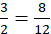 3/2 = 8/12